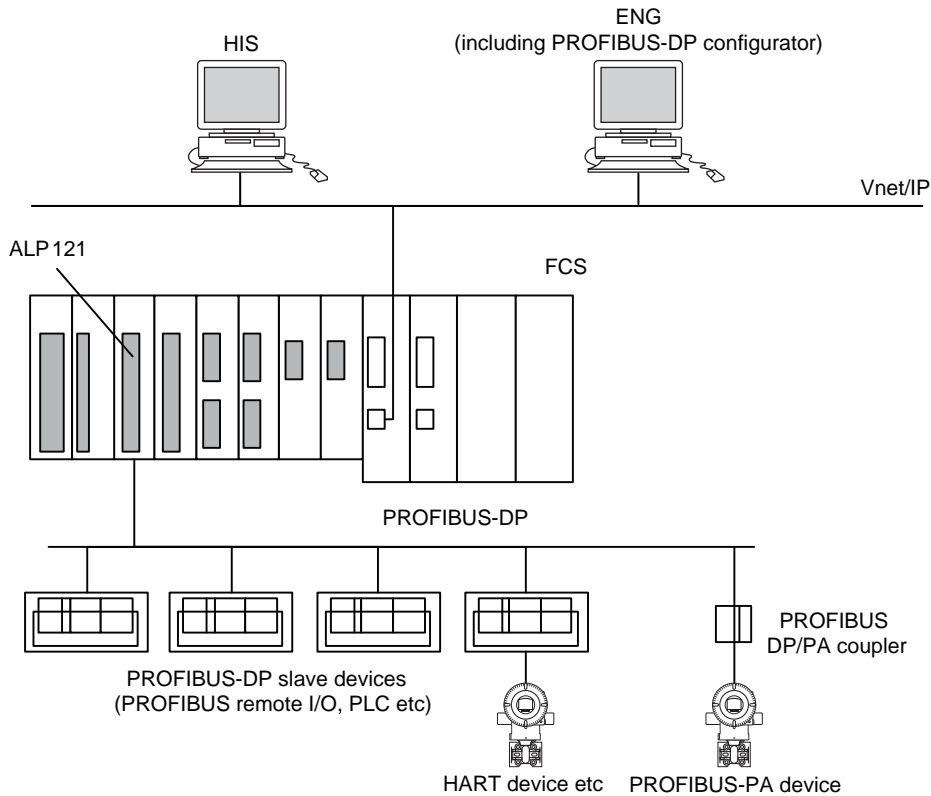 HIS
ENG
(including PROFIBUS-DP configurator)
Vnet/IP
ALP121
FCS
PROFIBUS-DP
PROFIBUS
DP/PA coupler
PROFIBUS-DP slave devices
(PROFIBUS remote I/O, PLC etc)
HART device etc
PROFIBUS-PA device